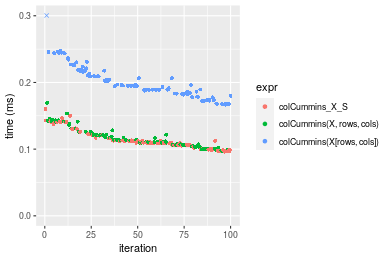 0.3
0.2
0.1
0.0
time (ms)
0
25
50
75
100
iteration
expr
colCummins_X_S
colCummins(X, rows, cols)
colCummins(X[rows, cols])